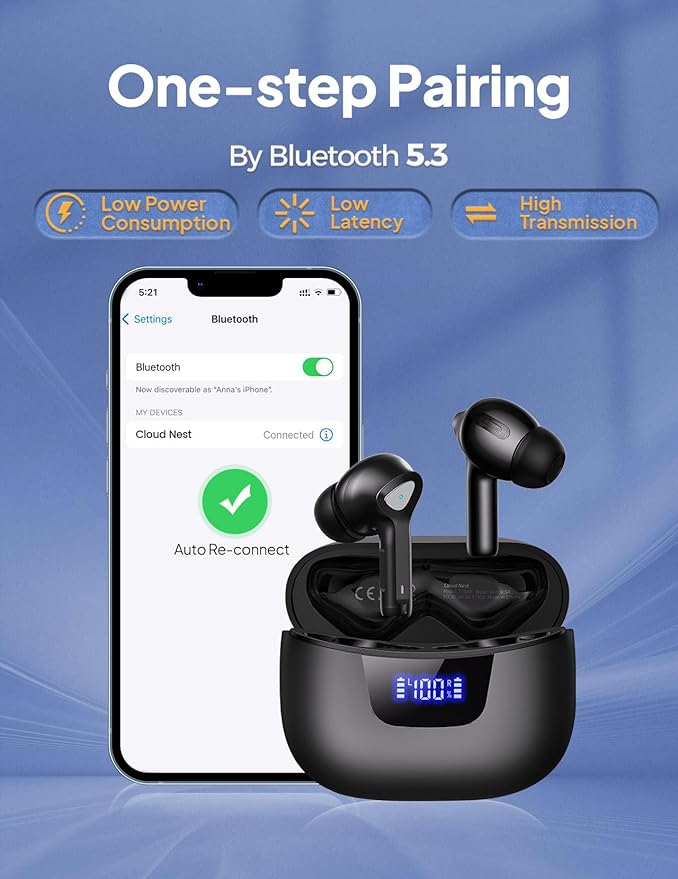 One-step Pairing
By Bluetooth 5.3
Low Power
Consumption
Low
Latency
High
Transmission
5:21
Settings Bluetooth
Bluetooth
Now discoverable as “Anna's iPhone”.
MY DEVICES
Cloud Nest Connected
Auto Re-connect
Cloud Nest
CE
L 100 R %